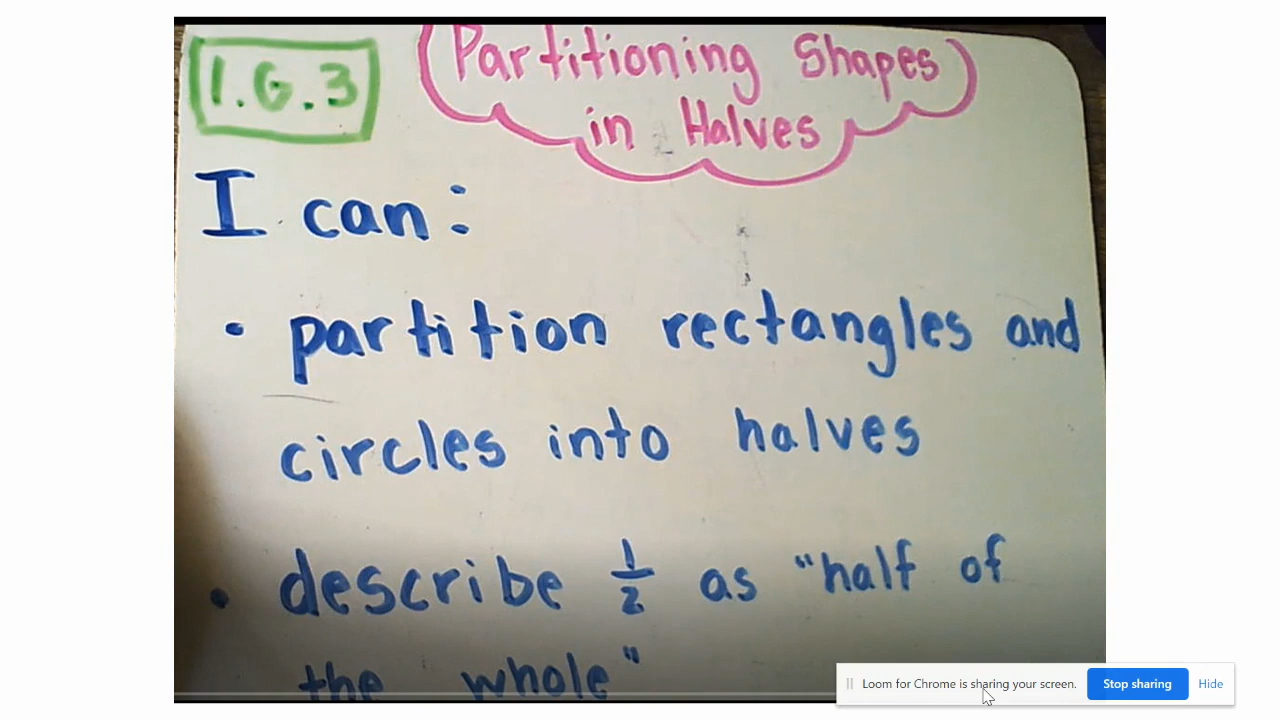 1.G.3
Partitioning Shapes
in Halves
I can:
• partition rectangles and
circles into halves
• describe 1/2 as "half of
the whole"
Loom for Chrome is sharing your screen. Stop sharing Hide